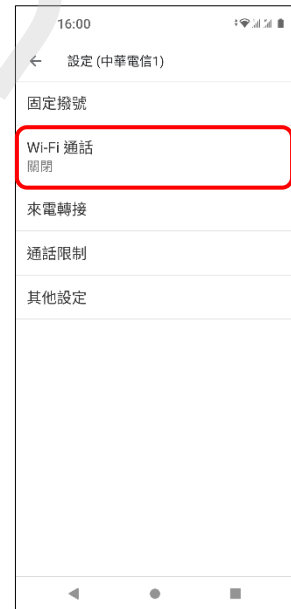 16:00
設定 (中華電信1)
固定撥號
Wi-Fi 通話
關閉
來電轉接
通話限制
其他設定